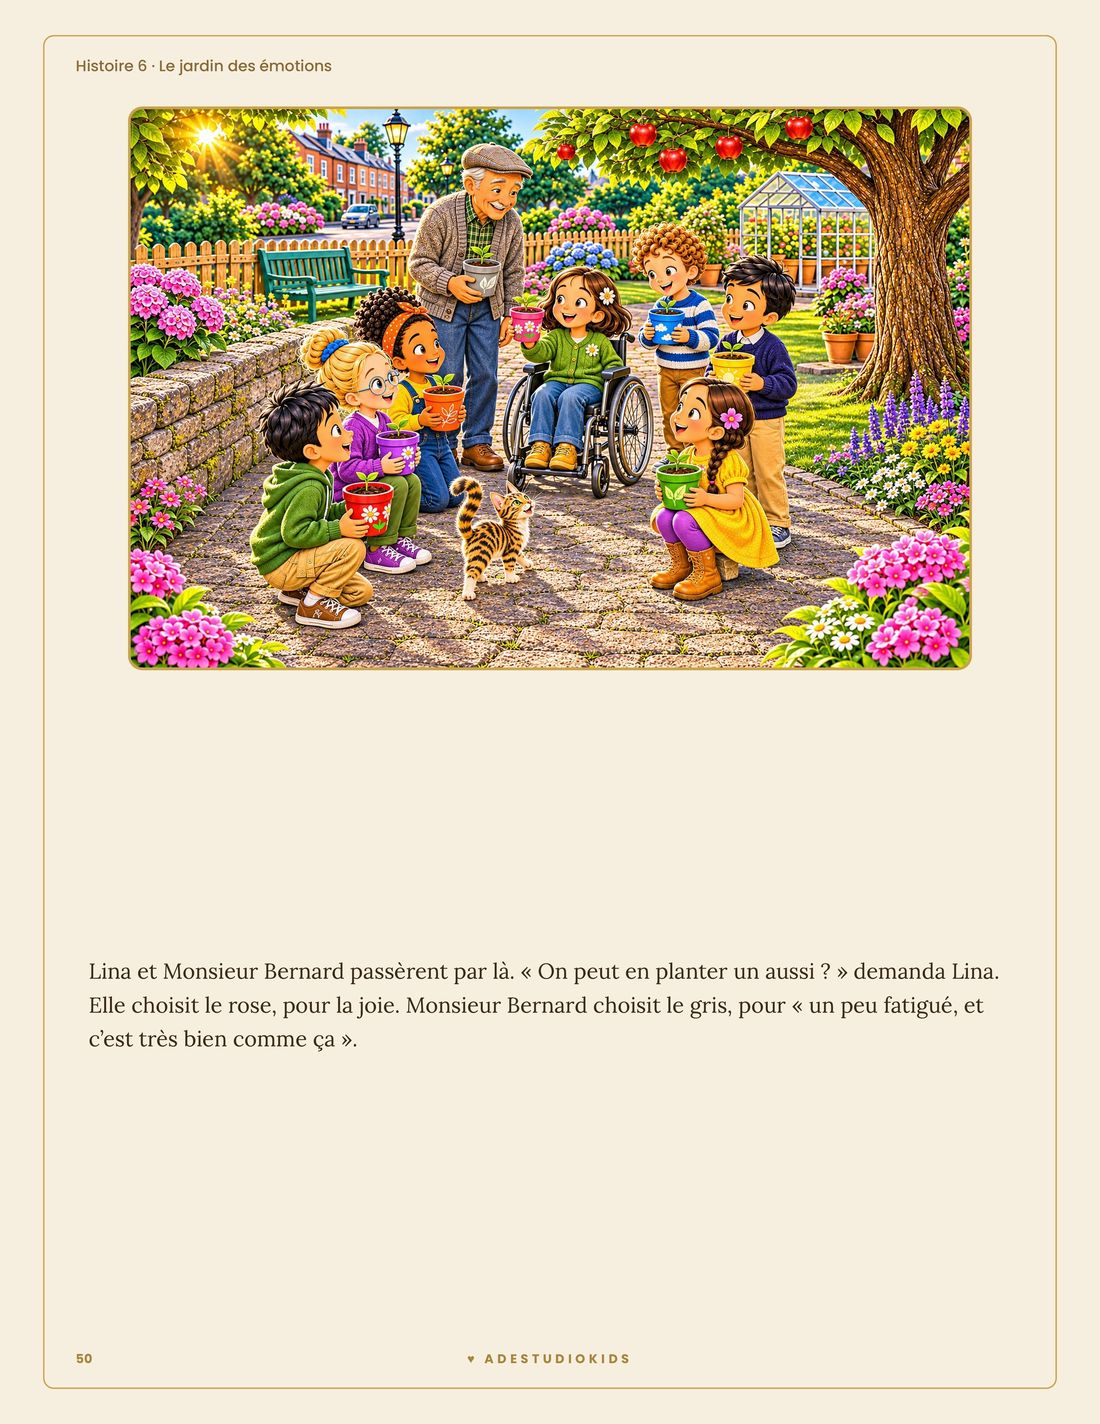 Histoire 6 · Le jardin des émotions
Lina et Monsieur Bernard passèrent par là. « On peut en planter un aussi ? » demanda Lina.
Elle choisit le rose, pour la joie. Monsieur Bernard choisit le gris, pour « un peu fatigué, et
c’est très bien comme ça ».
50
♥ ADESTUDIOKIDS